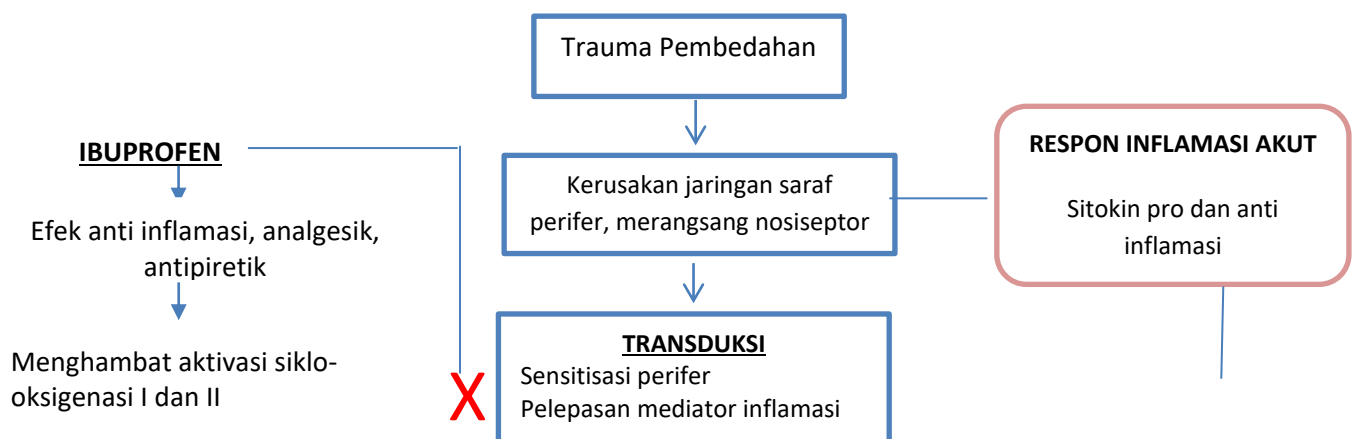 Trauma Pembedahan
IBUPROFEN
Efek anti inflamasi, analgesik,
antipiretik
Menghambat aktivasi siklo-
oksigenasi I dan II
Kerusakan jaringan saraf
perifer, merangsang nosiseptor
RESPON INFLAMASI AKUT
Sitokin pro dan anti
inflamasi
X
TRANSDUKSI
Sensitisasi perifer
Pelepasan mediator inflamasi